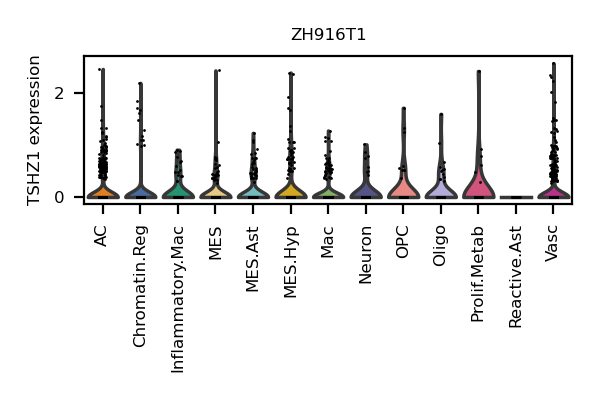 ZH916T1
TSHZ1 expression
2
0
AC
Chromatin.Reg
Inflammatory.Mac
MES
MES.Ast
MES.Hyp
Mac
Neuron
OPC
Oligo
Prolif.Metab
Reactive.Ast
Vasc